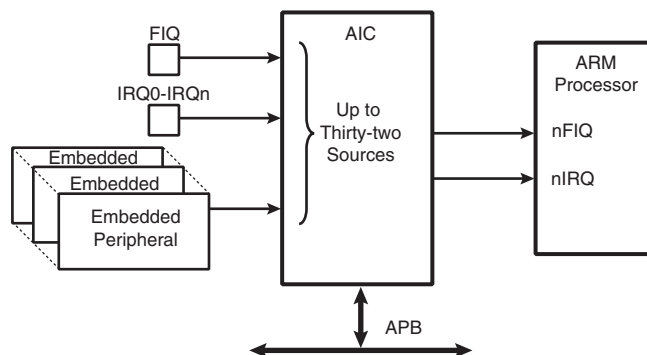 FIQ
AIC
IRQ0-IRQn
Up to
Thirty-two
Sources
ARM
Processor
nFIQ
nIRQ
Embedded
Embedded
Embedded
Peripheral
APB